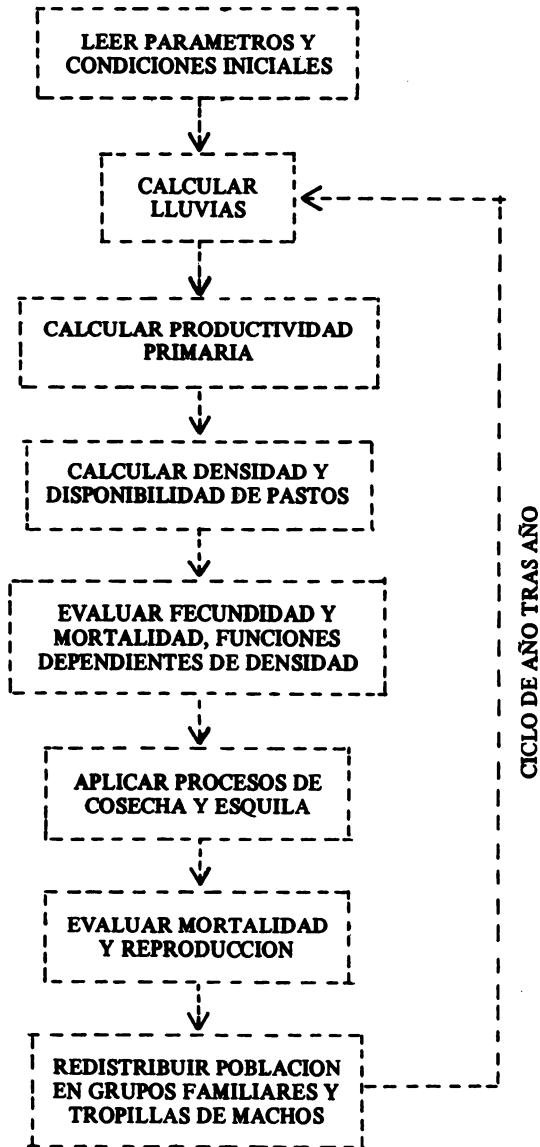 LEER PARAMETROS Y
CONDICIONES INICIALES
CALCULAR
LLUVIAS
CALCULAR PRODUCTIVIDAD
PRIMARIA
CALCULAR DENSIDAD Y
DISPONIBILIDAD DE PASTOS
EVALUAR FECUNDIDAD Y
MORTALIDAD, FUNCIONES
DEPENDIENTES DE DENSIDAD
APLICAR PROCESOS DE
COSECHA Y ESQUILA
EVALUAR MORTALIDAD
Y REPRODUCCION
REDISTRIBUIR POBLACION
EN GRUPOS FAMILIARES Y
TROPILLAS DE MACHOS
CICLO DE AÑO TRAS AÑO